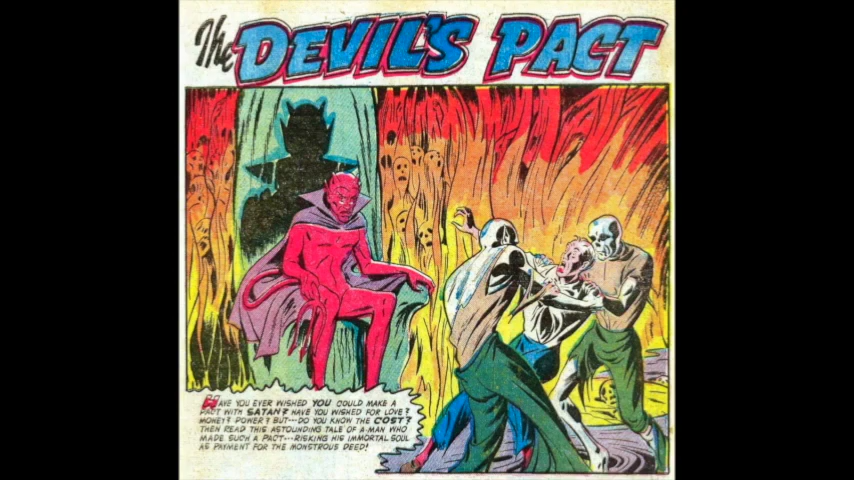 The DEVIL'S PACT
HAVE YOU EVER WISHED YOU COULD MAKE A
PACT WITH SATAN? HAVE YOU WISHED FOR LOVE?
MONEY? POWER? BUT---DO YOU KNOW THE COST?
THEN READ THIS ASTOUNDING TALE OF A MAN WHO
MADE SUCH A PACT---RISKING HIS IMMORTAL SOUL
AS PAYMENT FOR THE MONSTROUS DEED!